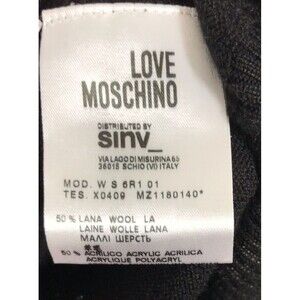 LOVE
MOSCHINO
DISTRIBUTED BY
sinv_
VIA LAGO DI MISURINA 65
36015 SCHIO (VI) ITALY
MOD. W S 6R1 01
TES. X0409 MZ1180140*
50 % LANA WOOL LA
LAINE WOLLE LANA
МАЛЛІ ШЕРСТЬ
50 % ACRILICO ACRYLIC ACRILICA
ACRYLIQUE POLYACRYL